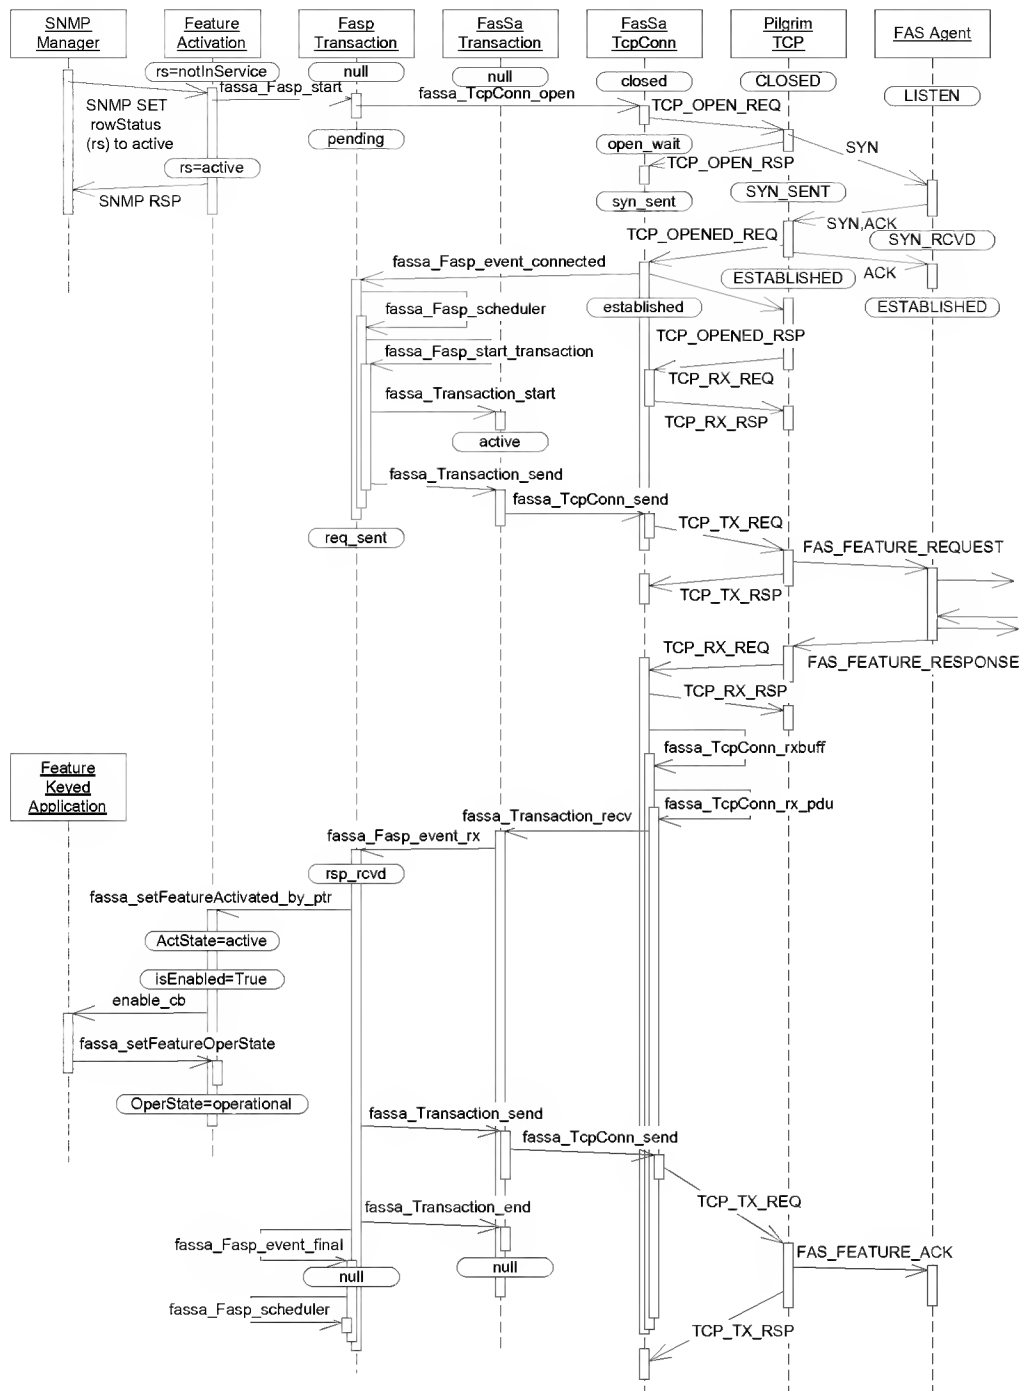 SNMP
Manager
Feature
Activation
Fasp
Transaction
FasSa
Transaction
FasSa
TcpConn
Pilgrim
TCP
FAS Agent
rs=notInService
null
null
closed
CLOSED
LISTEN
fassa_Fasp_start
fassa_TcpConn_open
TCP_OPEN_REQ
SNMP SET
rowStatus
(rs) to active
pending
open_wait
SYN
TCP_OPEN_RSP
rs=active
SNMP RSP
syn_sent
SYN_SENT
SYN,ACK
TCP_OPENED_REQ
SYN_RCVD
fassa_Fasp_event_connected
ACK
ESTABLISHED
established
ESTABLISHED
fassa_Fasp_scheduler
TCP_OPENED_RSP
fassa_Fasp_start_transaction
TCP_RX_REQ
fassa_Transaction_start
TCP_RX_RSP
active
fassa_Transaction_send
fassa_TcpConn_send
TCP_TX_REQ
req_sent
FAS_FEATURE_REQUEST
TCP_TX_RSP
TCP_RX_REQ
FAS_FEATURE_RESPONSE
TCP_RX_RSP
fassa_TcpConn_rxbuff
Feature
Keyed
Application
fassa_TcpConn_rx_pdu
fassa_Transaction_recv
fassa_Fasp_event_rx
rsp_rcvd
fassa_setFeatureActivated_by_ptr
ActState=active
isEnabled=True
enable_cb
fassa_setFeatureOperState
OperState=operational
fassa_Transaction_send
fassa_TcpConn_send
TCP_TX_REQ
fassa_Transaction_end
fassa_Fasp_event_final
FAS_FEATURE_ACK
null
null
fassa_Fasp_scheduler
TCP_TX_RSP